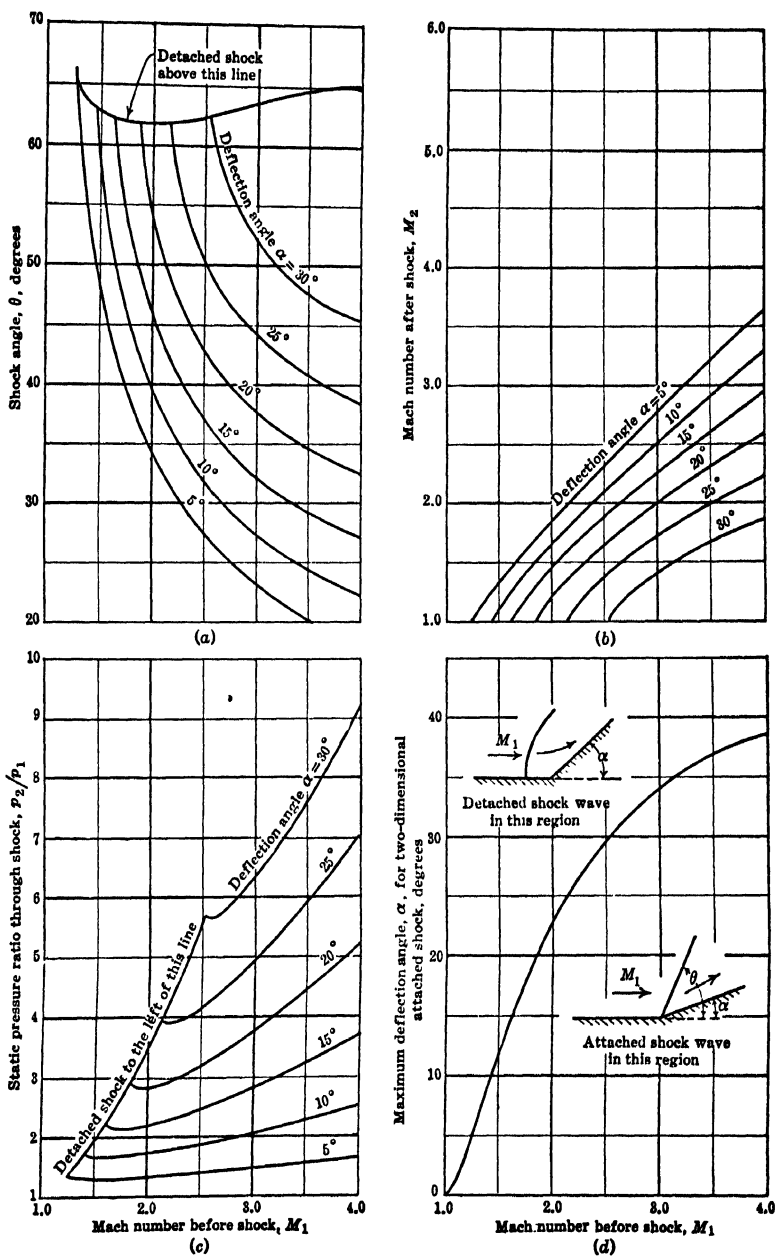 70
60
50
40
30
20
Shock angle, θ, degrees
Detached shock
above this line
Deflection angle α = 30°
25°
20°
15°
10°
5°
(a)
6.0
5.0
4.0
3.0
2.0
1.0
Mach number after shock, M2
Deflection angle α = 5°
10°
15°
20°
25°
30°
(b)
10
9
8
7
6
5
4
3
2
1
Static pressure ratio through shock, p2/p1
Detached shock to the left of this line
Deflection angle α = 30°
25°
20°
15°
10°
5°
1.0 2.0 3.0 4.0
Mach number before shock, M1
(c)
40
30
20
10
0
Maximum deflection angle, α, for two-dimensional
attached shock, degrees
M1
α
Detached shock wave
in this region
M1
θ
α
Attached shock wave
in this region
1.0 2.0 3.0 4.0
Mach number before shock, M1
(d)